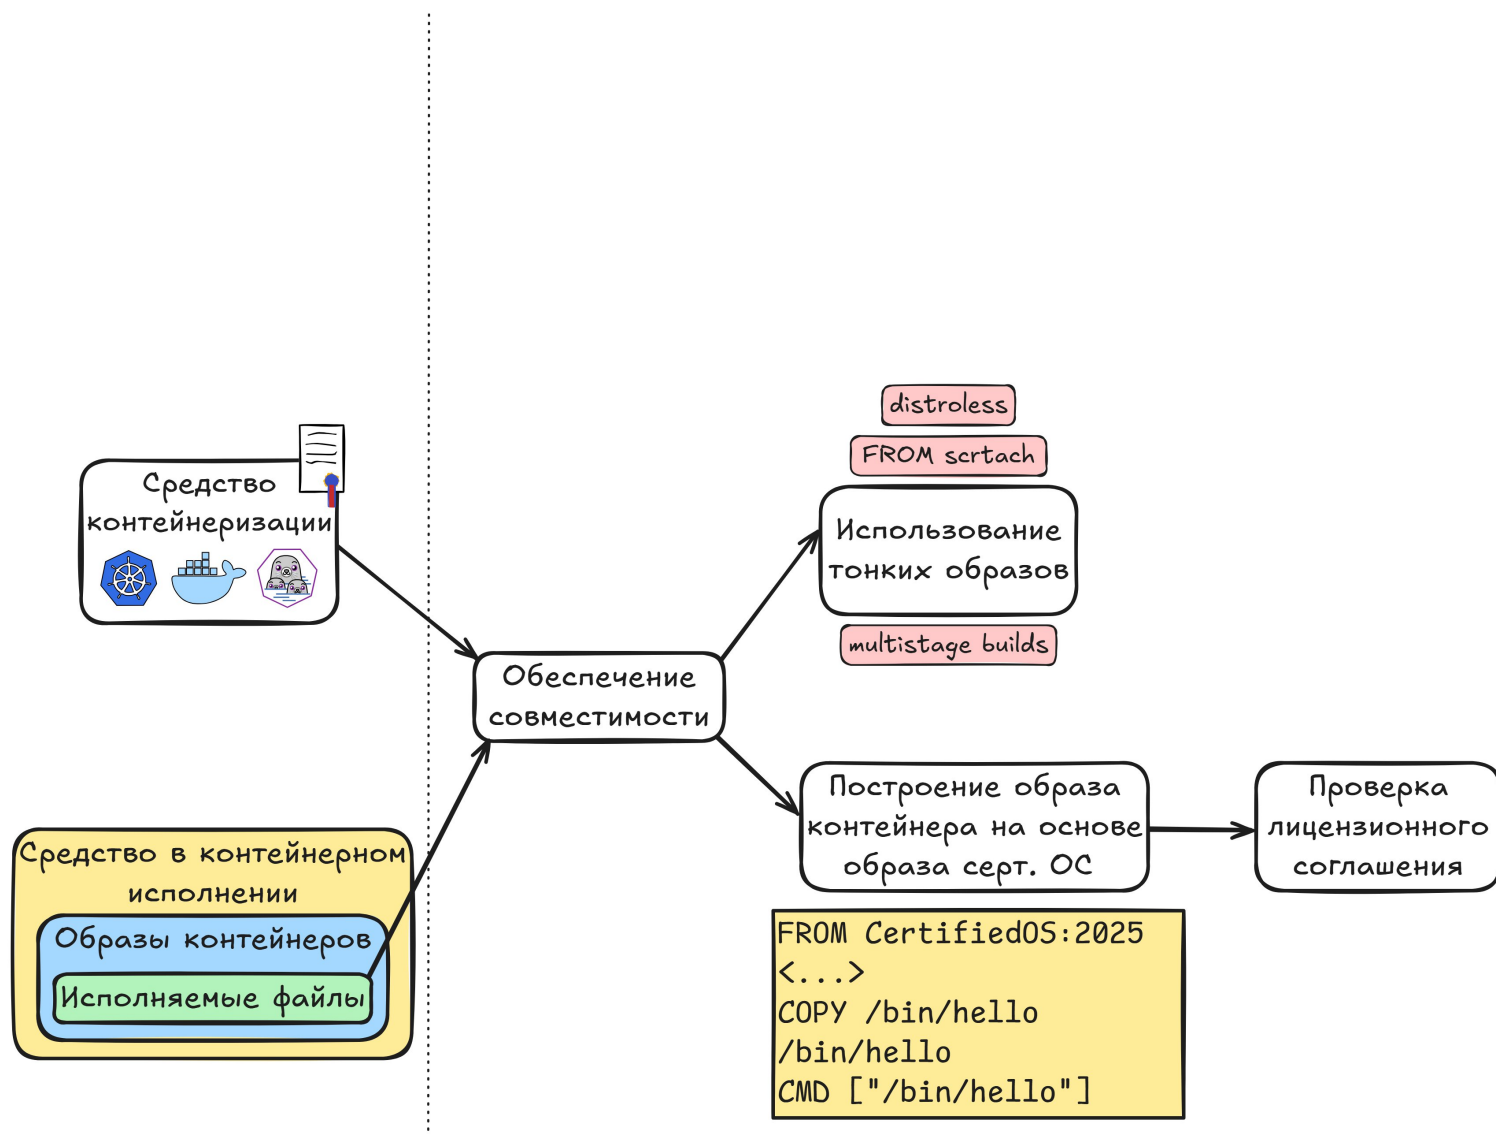 distroless
FROM scrtach
Средство
контейнеризации
Использование
тонких образов
multistage builds
Обеспечение
совместимости
Построение образа
контейнера на основе
образа серт. ОС
Проверка
лицензионного
соглашения
Средство в контейнерном
исполнении
Образы контейнеров
Исполняемые файлы
FROM CertifiedOS:2025
<...>
COPY /bin/hello
/bin/hello
CMD ["/bin/hello"]